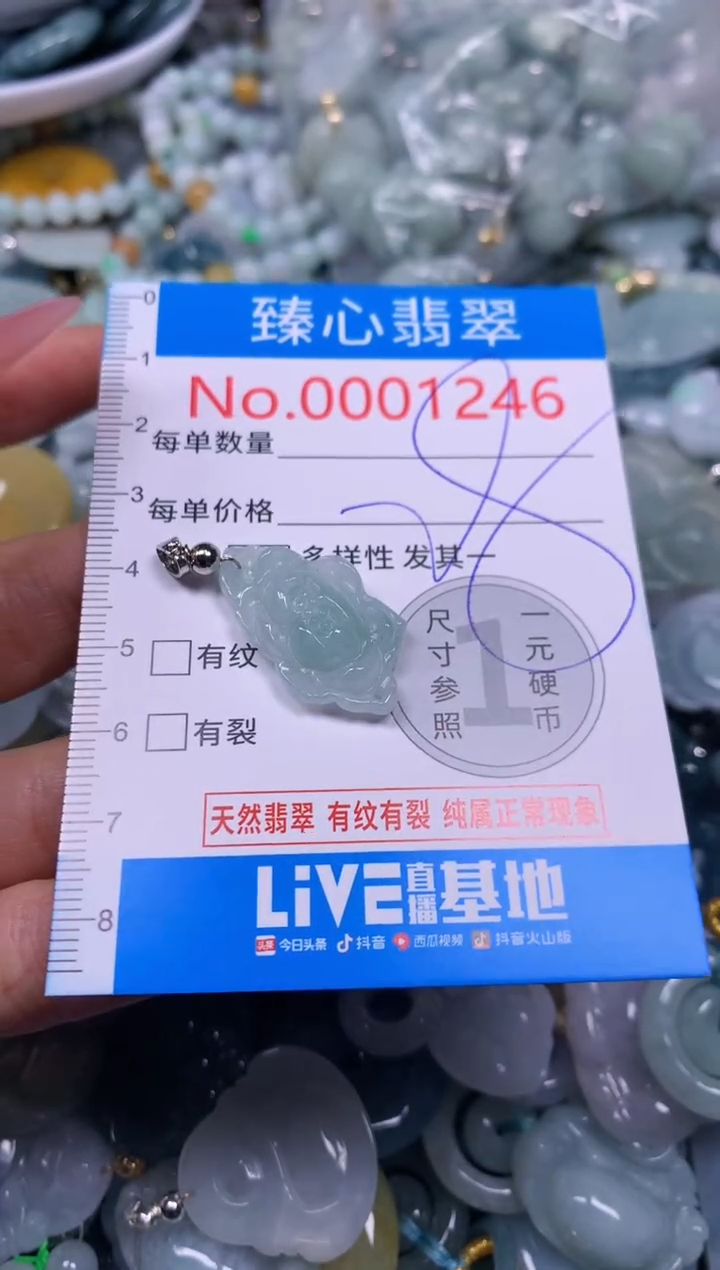 0
臻心翡翠
1
No.0001246
2
每单数量
3
每单价格
8
多样性 发其一
4
尺寸参照
1
一元硬币
5
有纹
6
有裂
7
天然翡翠 有纹有裂 纯属正常现象
8
LiVE直播基地
头条 今日头条 抖音 西瓜视频 抖音火山版